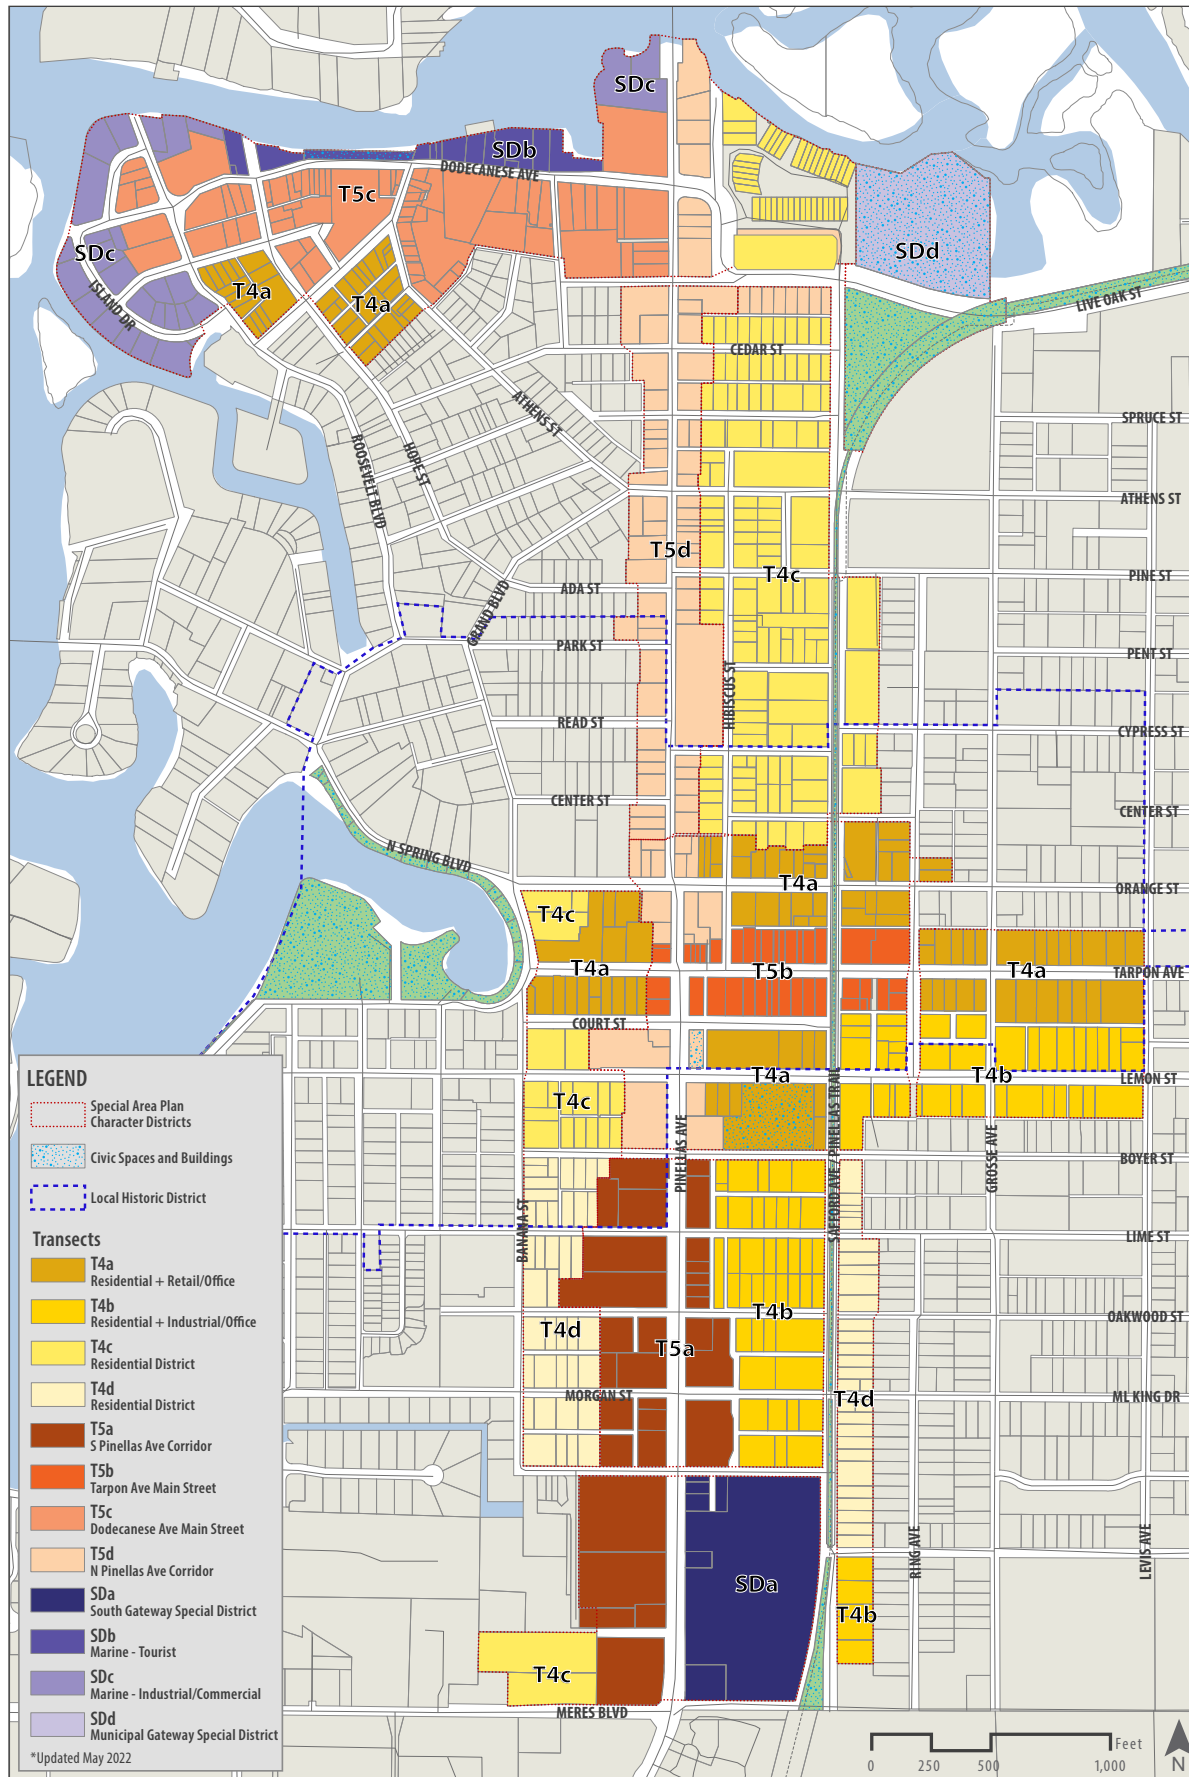 SDc
SDb
DODECANESE AVE
T5c
SDc
SDd
T4a
T4a
ISLAND DR
LIVE OAK ST
CEDAR ST
ATHENS ST
SPRUCE ST
ROOSEVELT BLVD
HOPE ST
ATHENS ST
T5d
T4c
PINE ST
ADA ST
GRAND BLVD
PARK ST
PENT ST
HIBISCUS ST
READ ST
CYPRESS ST
CENTER ST
CENTER ST
N SPRING BLVD
T4a
ORANGE ST
T4c
T4a
T5b
T4a
TARPON AVE
COURT ST
T4a
T4b
LEMON ST
T4c
PINELLAS AVE
SAFFORD AVE / PINELLAS TRAIL
GROSSE AVE
BOYER ST
BANANA ST
LIME ST
T4b
OAKWOOD ST
T4d
T5a
MORGAN ST
T4d
ML KING DR
RING AVE
LEVIS AVE
SDa
T4b
T4c
MERES BLVD
LEGEND
Special Area Plan
Character Districts
Civic Spaces and Buildings
Local Historic District
Transects
T4a
Residential + Retail/Office
T4b
Residential + Industrial/Office
T4c
Residential District
T4d
Residential District
T5a
S Pinellas Ave Corridor
T5b
Tarpon Ave Main Street
T5c
Dodecanese Ave Main Street
T5d
N Pinellas Ave Corridor
SDa
South Gateway Special District
SDb
Marine - Tourist
SDc
Marine - Industrial/Commercial
SDd
Municipal Gateway Special District
*Updated May 2022
Feet
0 250 500 1,000
N